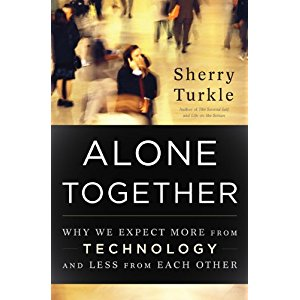 Sherry
Turkle
Author of The Second Self
and Life on the Screen
ALONE
TOGETHER
WHY WE EXPECT MORE FROM
TECHNOLOGY
AND LESS FROM EACH OTHER